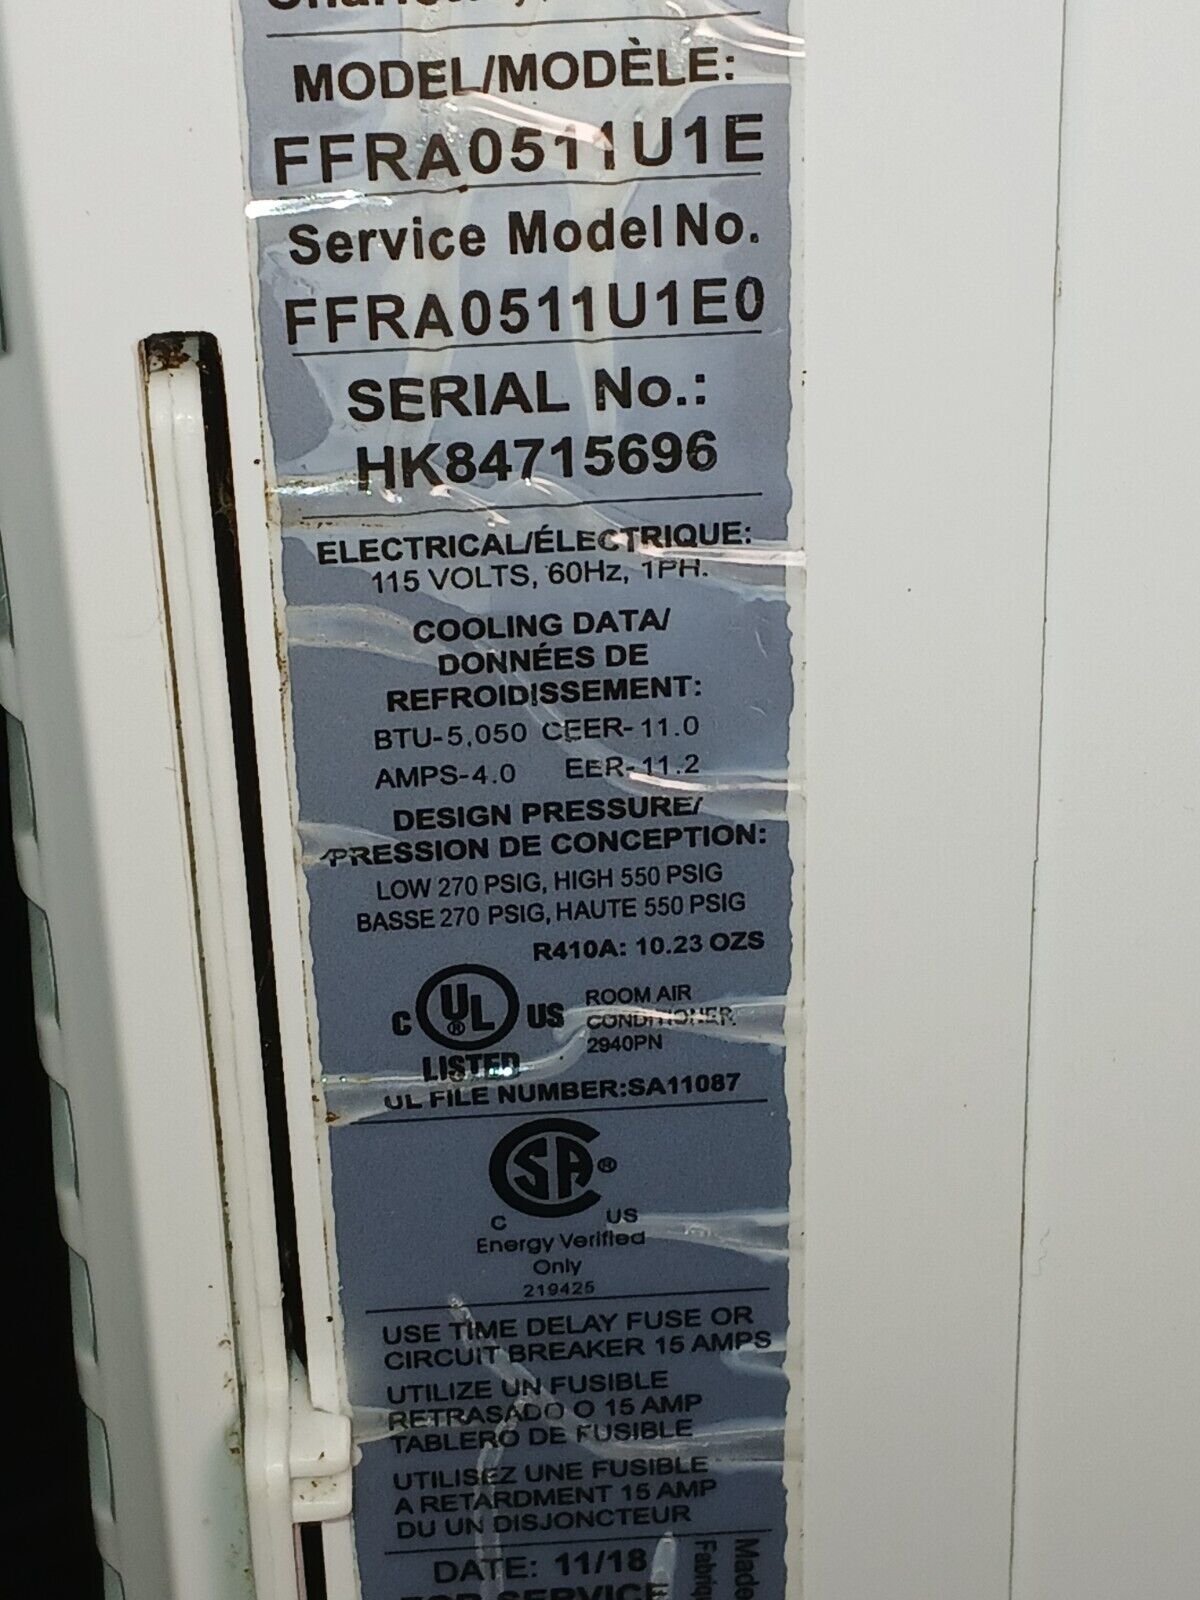 MODEL/MODÈLE:
FFRA0511U1E
Service Model No.
FFRA0511U1E0
SERIAL No.:
HK84715696
ELECTRICAL/ÉLECTRIQUE:
115 VOLTS, 60Hz, 1PH.
COOLING DATA/
DONNÉES DE
REFROIDISSEMENT:
BTU-5,050 CEER-11.0
AMPS-4.0 EER-11.2
DESIGN PRESSURE/
PRESSION DE CONCEPTION:
LOW 270 PSIG, HIGH 550 PSIG
BASSE 270 PSIG, HAUTE 550 PSIG
R410A: 10.23 OZS
C UL ® US
LISTED
ROOM AIR
CONDITIONER
2940PN
UL FILE NUMBER:SA11087
SA ®
C US
Energy Verified
Only
219425
USE TIME DELAY FUSE OR
CIRCUIT BREAKER 15 AMPS
UTILIZE UN FUSIBLE
RETRASADO O 15 AMP
TABLERO DE FUSIBLE
UTILISEZ UNE FUSIBLE
A RETARDMENT 15 AMP
DU UN DISJONCTEUR
DATE: 11/18
FOR SERVICE
Made